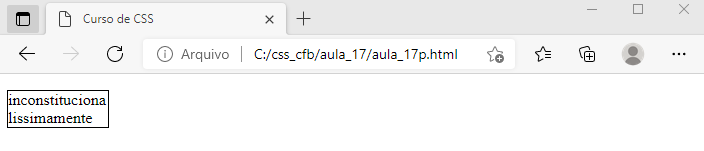 Curso de CSS
Arquivo C:/css_cfb/aula_17/aula_17p.html
inconstituciona
lissimamente